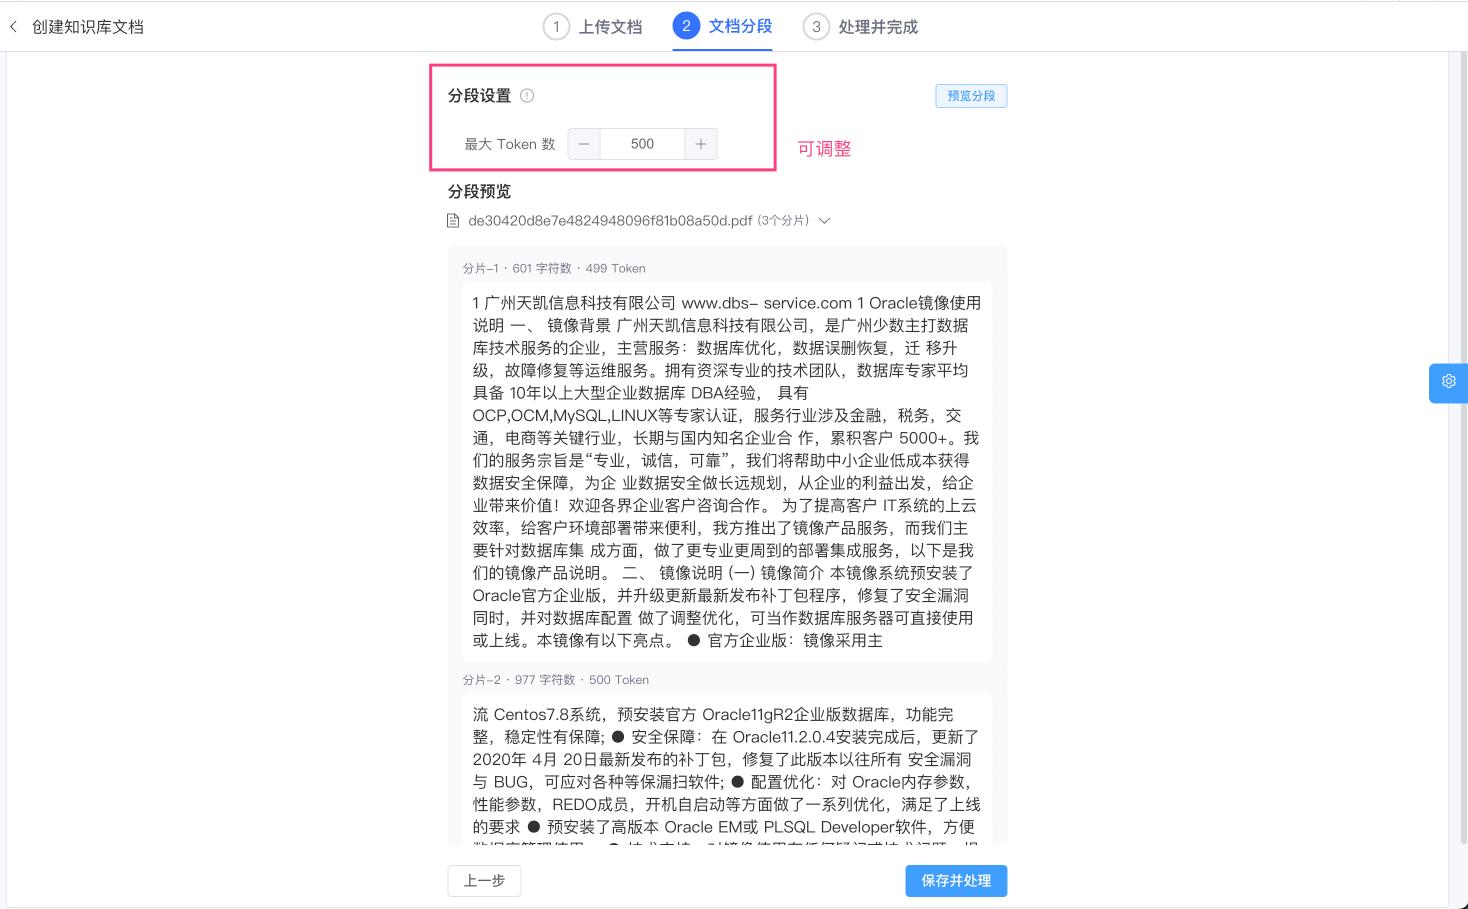 创建知识库文档
1 上传文档
2 文档分段
3 处理并完成
分段设置
预览分段
最大 Token 数 − 500 +
可调整
分段预览
de30420d8e7e4824948096f81b08a50d.pdf (3个分片)
分片-1 · 601 字符数 · 499 Token
1 广州天凯信息科技有限公司 www.dbs- service.com 1 Oracle镜像使用
说明 一、 镜像背景 广州天凯信息科技有限公司，是广州少数主打数据
库技术服务的企业，主营服务：数据库优化，数据误删恢复，迁 移升
级，故障修复等运维服务。拥有资深专业的技术团队，数据库专家平均
具备 10年以上大型企业数据库 DBA经验， 具有
OCP,OCM,MySQL,LINUX等专家认证，服务行业涉及金融，税务，交
通，电商等关键行业，长期与国内知名企业合 作，累积客户 5000+。我
们的服务宗旨是“专业，诚信，可靠”，我们将帮助中小企业低成本获得
数据安全保障，为企 业数据安全做长远规划，从企业的利益出发，给企
业带来价值！欢迎各界企业客户咨询合作。 为了提高客户 IT系统的上云
效率，给客户环境部署带来便利，我方推出了镜像产品服务，而我们主
要针对数据库集 成方面，做了更专业更周到的部署集成服务，以下是我
们的镜像产品说明。 二、 镜像说明 (一) 镜像简介 本镜像系统预安装了
Oracle官方企业版，并升级更新最新发布补丁包程序，修复了安全漏洞
同时，并对数据库配置 做了调整优化，可当作数据库服务器可直接使用
或上线。本镜像有以下亮点。 ● 官方企业版：镜像采用主
分片-2 · 977 字符数 · 500 Token
流 Centos7.8系统，预安装官方 Oracle11gR2企业版数据库，功能完
整，稳定性有保障; ● 安全保障：在 Oracle11.2.0.4安装完成后，更新了
2020年 4月 20日最新发布的补丁包，修复了此版本以往所有 安全漏洞
与 BUG，可应对各种等保漏扫软件; ● 配置优化：对 Oracle内存参数，
性能参数，REDO成员，开机自启动等方面做了一系列优化，满足了上线
的要求 ● 预安装了高版本 Oracle EM或 PLSQL Developer软件，方便
上一步
保存并处理